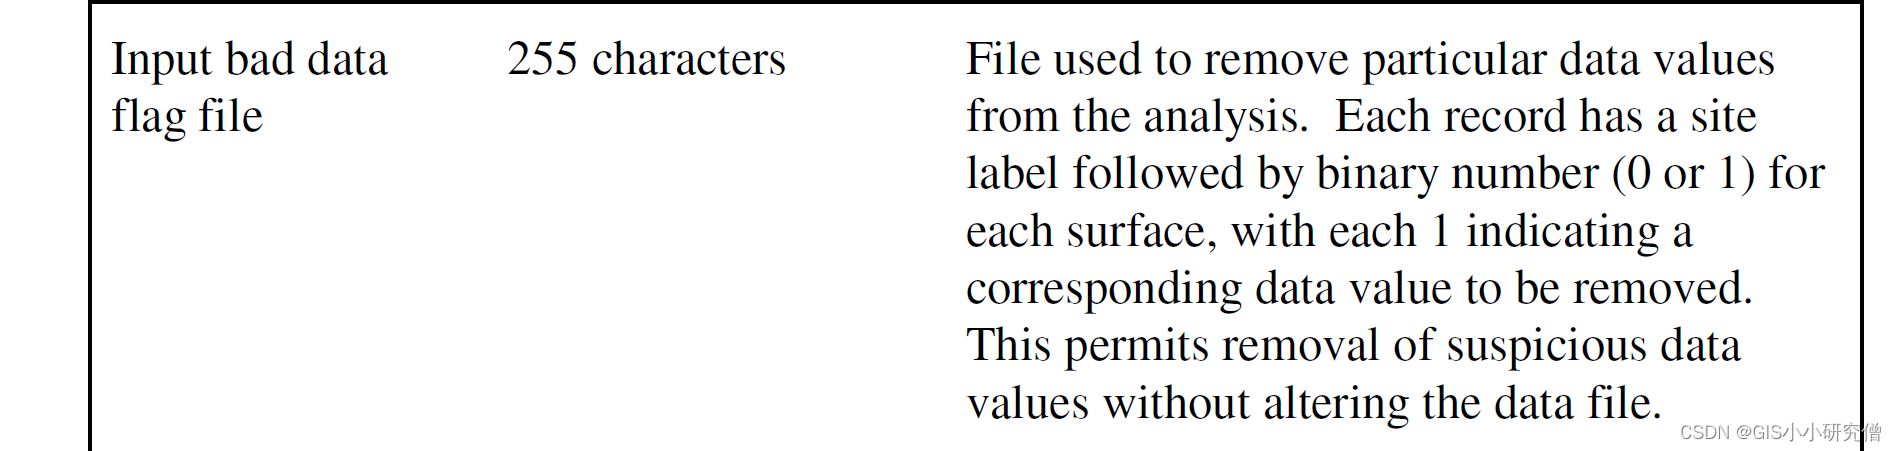 Input bad data
flag file
255 characters
File used to remove particular data values
from the analysis.  Each record has a site
label followed by binary number (0 or 1) for
each surface, with each 1 indicating a
corresponding data value to be removed.
This permits removal of suspicious data
values without altering the data file.
CSDN @GIS小小研究僧